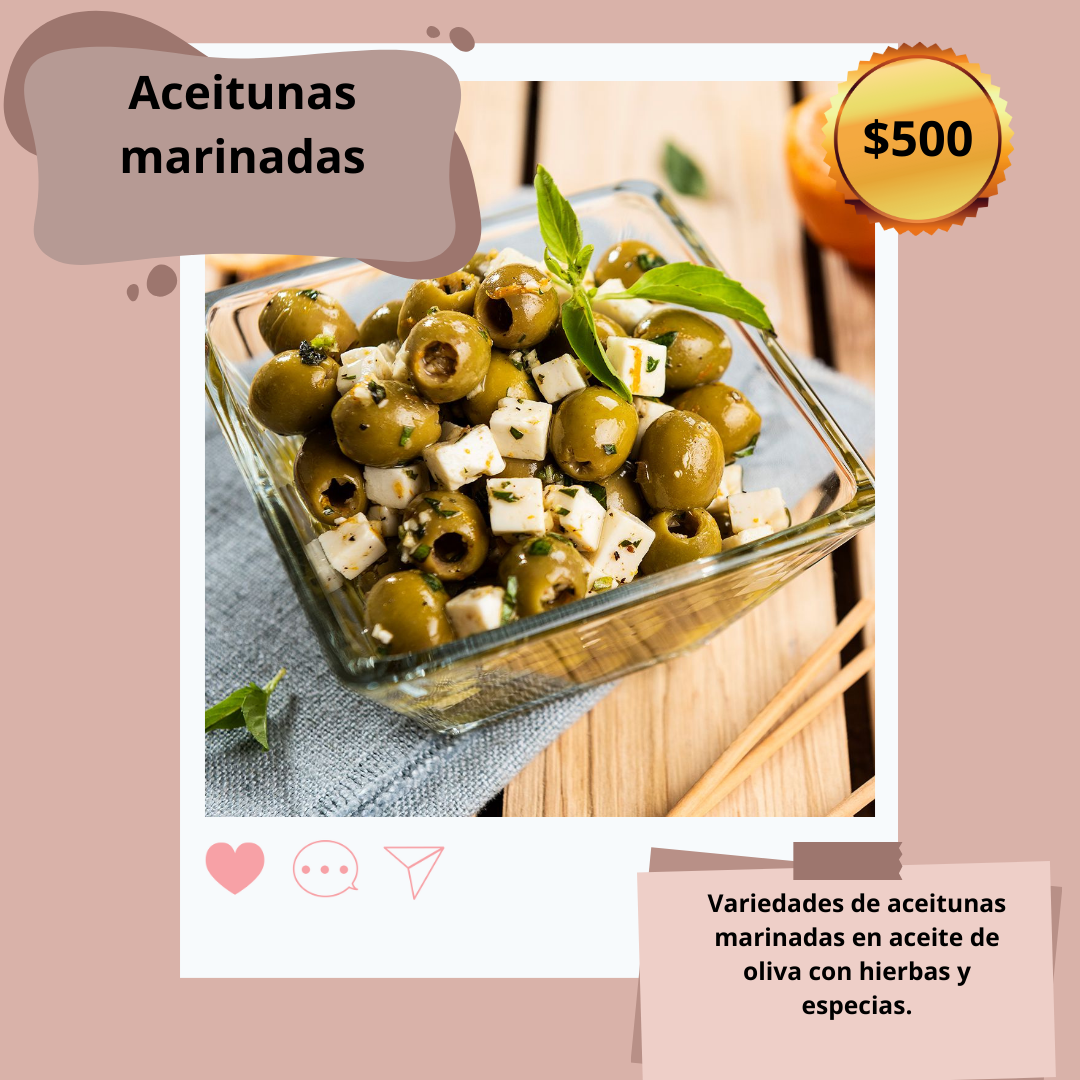 Aceitunas
marinadas
$500
Variedades de aceitunas
marinadas en aceite de
oliva con hierbas y
especias.